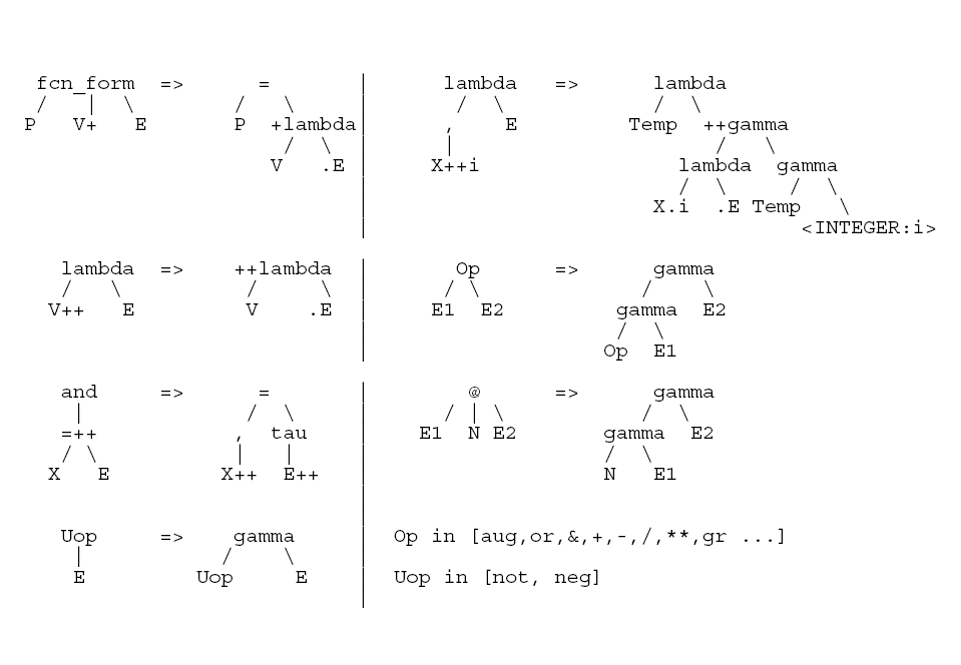 fcn_form => = | lambda => lambda
/ | \ / \ | / \ / \
P V+ E P +lambda | , E Temp ++gamma
/ \ | | / \
V .E | X++i lambda gamma
| / \ / \
| X.i .E Temp \
| <INTEGER:i>
lambda => ++lambda | Op => gamma
/ \ / \ | / \ / \
V++ E V .E | E1 E2 gamma E2
| / \
| Op E1
and => = | @ => gamma
| / \ | / | \ / \
=++ , tau | E1 N E2 gamma E2
/ \ | | | / \
X E X++ E++ | N E1
|
Uop => gamma | Op in [aug,or,&,+,-,/,**,gr ...]
| / \ |
E Uop E | Uop in [not, neg]
|